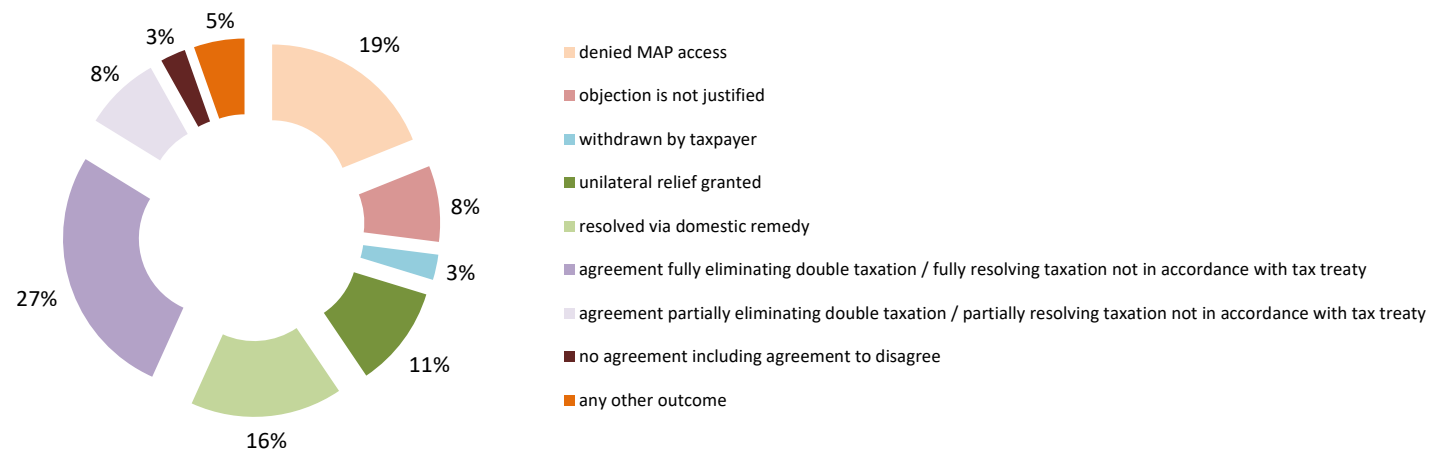 5%
3%
19%
8%
8%
3%
27%
11%
16%
denied MAP access
objection is not justified
withdrawn by taxpayer
unilateral relief granted
resolved via domestic remedy
agreement fully eliminating double taxation / fully resolving taxation not in accordance with tax treaty
agreement partially eliminating double taxation / partially resolving taxation not in accordance with tax treaty
no agreement including agreement to disagree
any other outcome